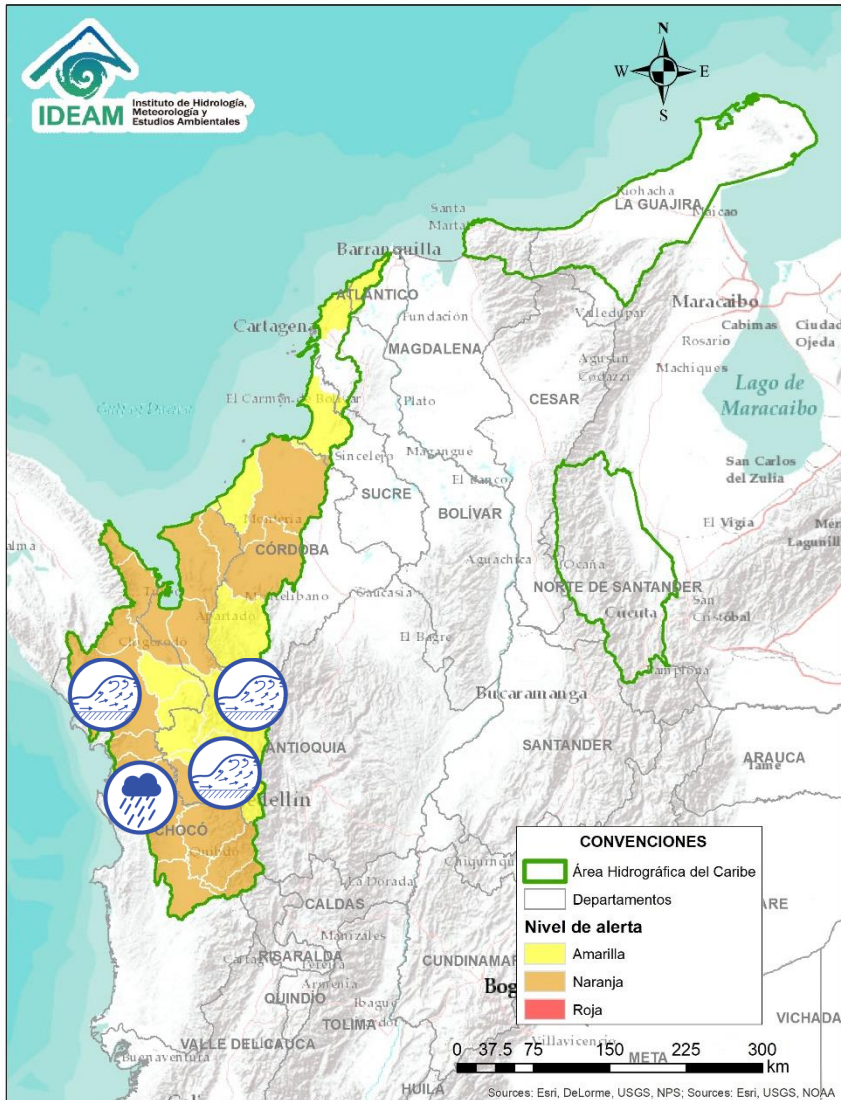 IDEAM
Instituto de Hidrología,
Meteorología y
Estudios Ambientales
N
W
E
S
Riohacha
LA GUAJIRA
Maicao
Santa
Barranquilla
ATLÁNTICO
Cartagena
Fundación
MAGDALENA
Valledupar
Maracaibo
Cabimas
Ciudad
Ojeda
Rosario
Machiques
Agustín
Codazzi
CESAR
Lago de
Maracaibo
El Carmen de Bolívar
Plato
Sincelejo
Magangué
San Carlos
del Zulia
SUCRE
El Banco
BOLÍVAR
El Vigía
Montería
CÓRDOBA
Aguachica
Ocaña
NORTE DE SANTANDER
Cúcuta
San
Cristóbal
Caucasia
Apartadó
El Bagre
Chigorodó
Bucaramanga
ANTIOQUIA
SANTANDER
ARAUCA
Tame
CHOCÓ
Quibdó
La Dorada
CALDAS
Manizales
RISARALDA
Armenia
QUINDÍO
Ibagué
TOLIMA
VALLE DEL CAUCA
Buenaventura
HUILA
Villavicencio
META
VICHADA
CONVENCIONES
Área Hidrográfica del Caribe
Departamentos
Nivel de alerta
Amarilla
Naranja
Roja
0 37.5 75 150 225 300
km
Sources: Esri, DeLorme, USGS, NPS; Sources: Esri, USGS, NOAA